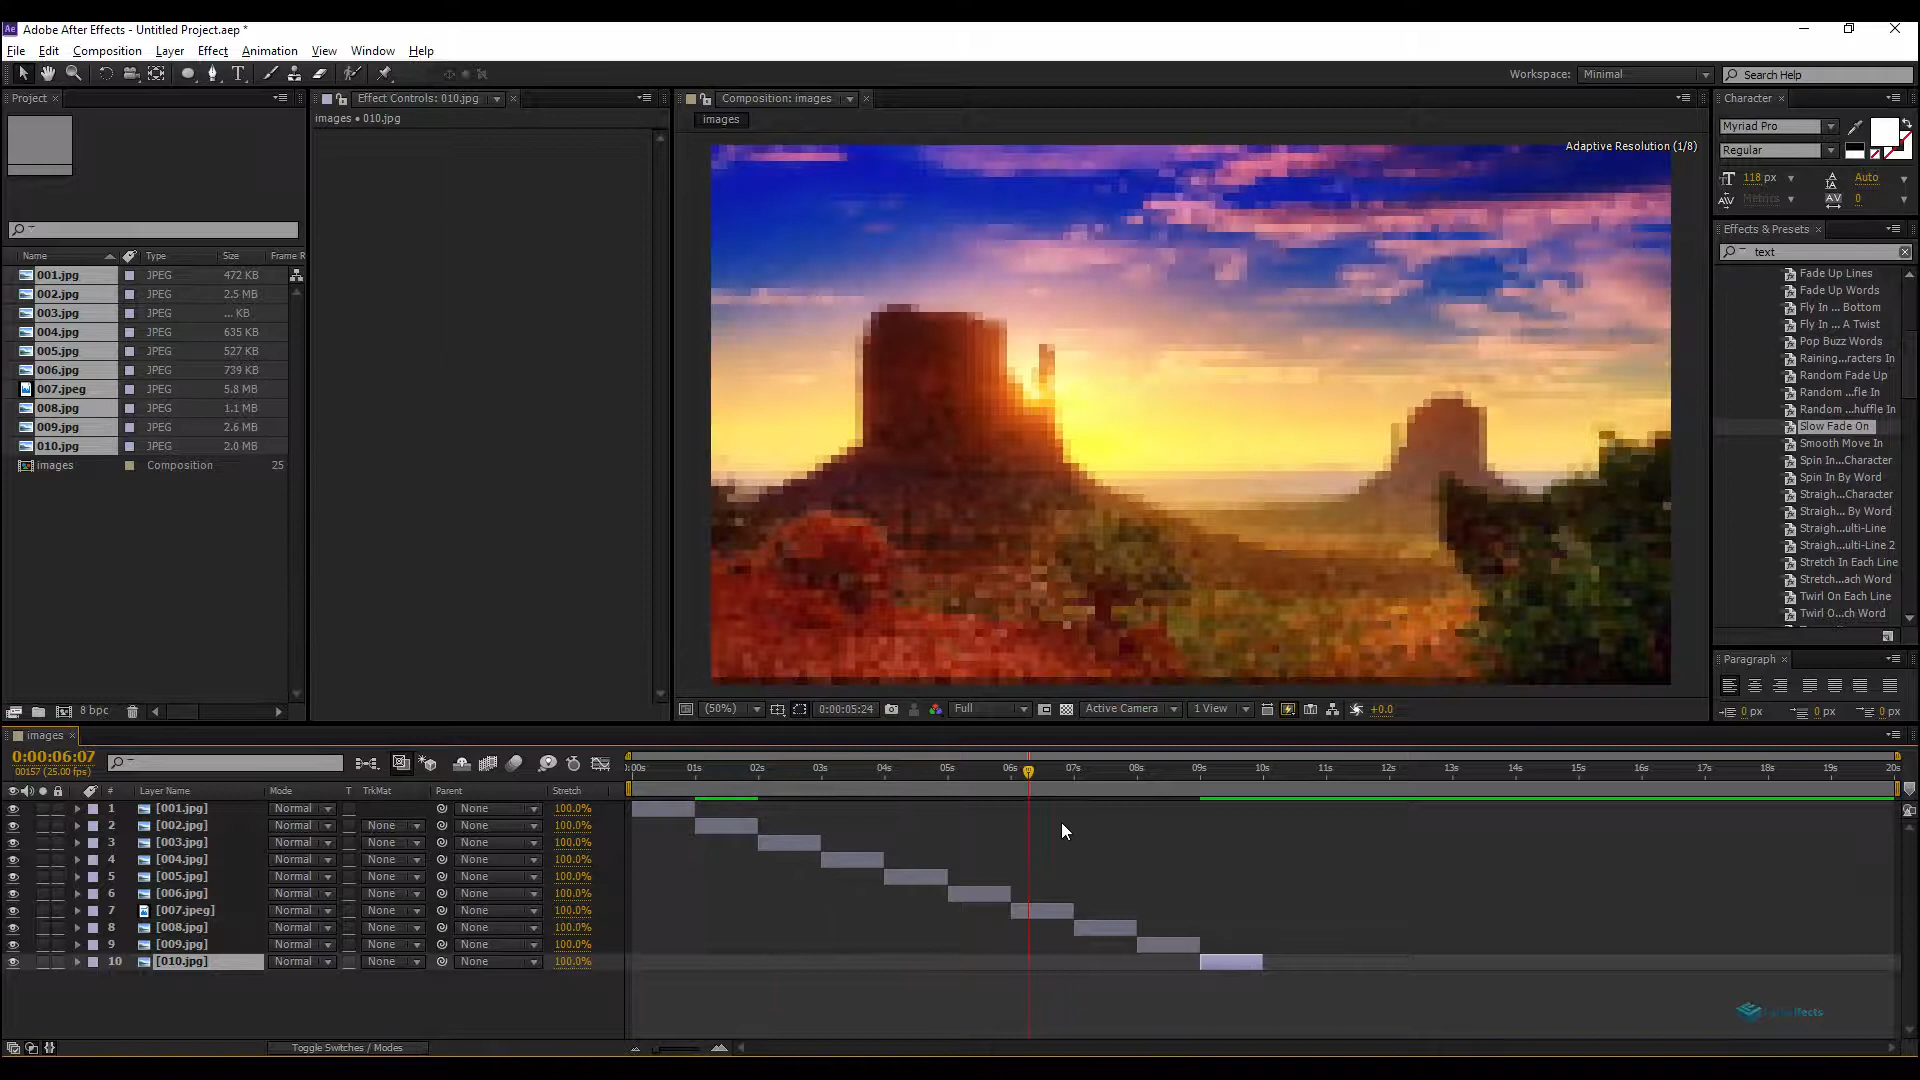 Ae Adobe After Effects - Untitled Project.aep *
File Edit Composition Layer Effect Animation View Window Help
T Workspace: Minimal Search Help
Project Effect Controls: 010.jpg Composition: images Character
images • 010.jpg images
Myriad Pro
Adaptive Resolution (1/8)
Regular
118 px Auto
Metrics 0
Effects & Presets
text
Name Type Size Frame R
001.jpg JPEG 472 KB
002.jpg JPEG 2.5 MB
003.jpg JPEG ... KB
004.jpg JPEG 635 KB
005.jpg JPEG 527 KB
006.jpg JPEG 739 KB
007.jpeg JPEG 5.8 MB
008.jpg JPEG 1.1 MB
009.jpg JPEG 2.6 MB
010.jpg JPEG 2.0 MB
images Composition 25
Fade Up Lines
Fade Up Words
Fly In ... Bottom
Fly In ... A Twist
Pop Buzz Words
Raining...racters In
Random Fade Up
Random ...fle In
Random ...huffle In
Slow Fade On
Smooth Move In
Spin In...Character
Spin In By Word
Straigh...Character
Straigh... By Word
Straigh...ulti-Line
Straigh...ulti-Line 2
Stretch In Each Line
Stretch...ach Word
Twirl On Each Line
Twirl O...ch Word
Paragraph
0 px 0 px 0 px
8 bpc
(50%) 0:00:05:24 Full Active Camera 1 View +0.0
images
0:00:06:07
00157 (25.00 fps)
:00s 01s 02s 03s 04s 05s 06s 07s 08s 09s 10s 11s 12s 13s 14s 15s 16s 17s 18s 19s 20s
# Layer Name Mode T TrkMat Parent Stretch
1 [001.jpg] Normal None 100.0%
2 [002.jpg] Normal None None 100.0%
3 [003.jpg] Normal None None 100.0%
4 [004.jpg] Normal None None 100.0%
5 [005.jpg] Normal None None 100.0%
6 [006.jpg] Normal None None 100.0%
7 [007.jpeg] Normal None None 100.0%
8 [008.jpg] Normal None None 100.0%
9 [009.jpg] Normal None None 100.0%
10 [010.jpg] Normal None None 100.0%
Toggle Switches / Modes